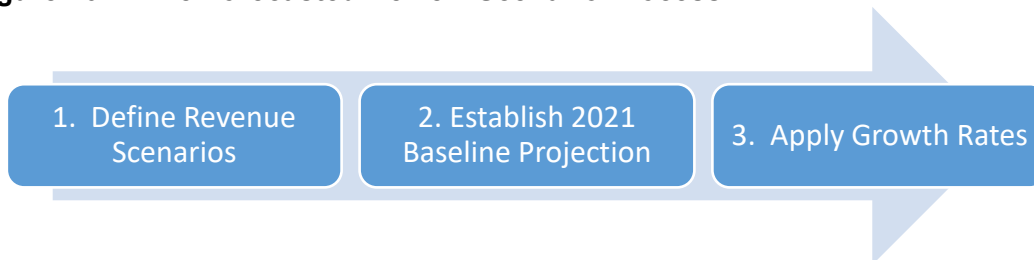 1. Define Revenue
Scenarios
2. Establish 2021
Baseline Projection
3. Apply Growth Rates